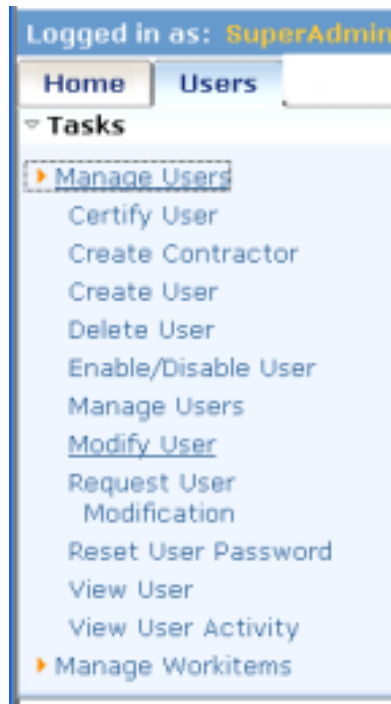 Logged in as: SuperAdmin
Home Users
Tasks
Manage Users
Certify User
Create Contractor
Create User
Delete User
Enable/Disable User
Manage Users
Modify User
Request User
Modification
Reset User Password
View User
View User Activity
Manage Workitems